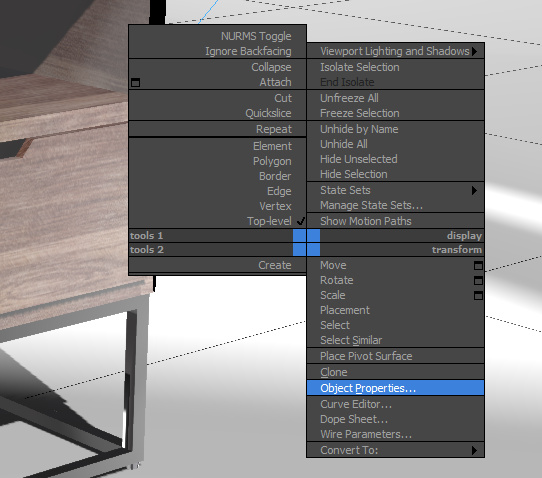 NURMS Toggle
Ignore Backfacing
Collapse
Attach
Cut
Quickslice
Repeat
Element
Polygon
Border
Edge
Vertex
Top-level
tools 1
tools 2
Create
Viewport Lighting and Shadows
Isolate Selection
End Isolate
Unfreeze All
Freeze Selection
Unhide by Name
Unhide All
Hide Unselected
Hide Selection
State Sets
Manage State Sets...
Show Motion Paths
display
transform
Move
Rotate
Scale
Placement
Select
Select Similar
Place Pivot Surface
Clone
Object Properties...
Curve Editor...
Dope Sheet...
Wire Parameters...
Convert To: